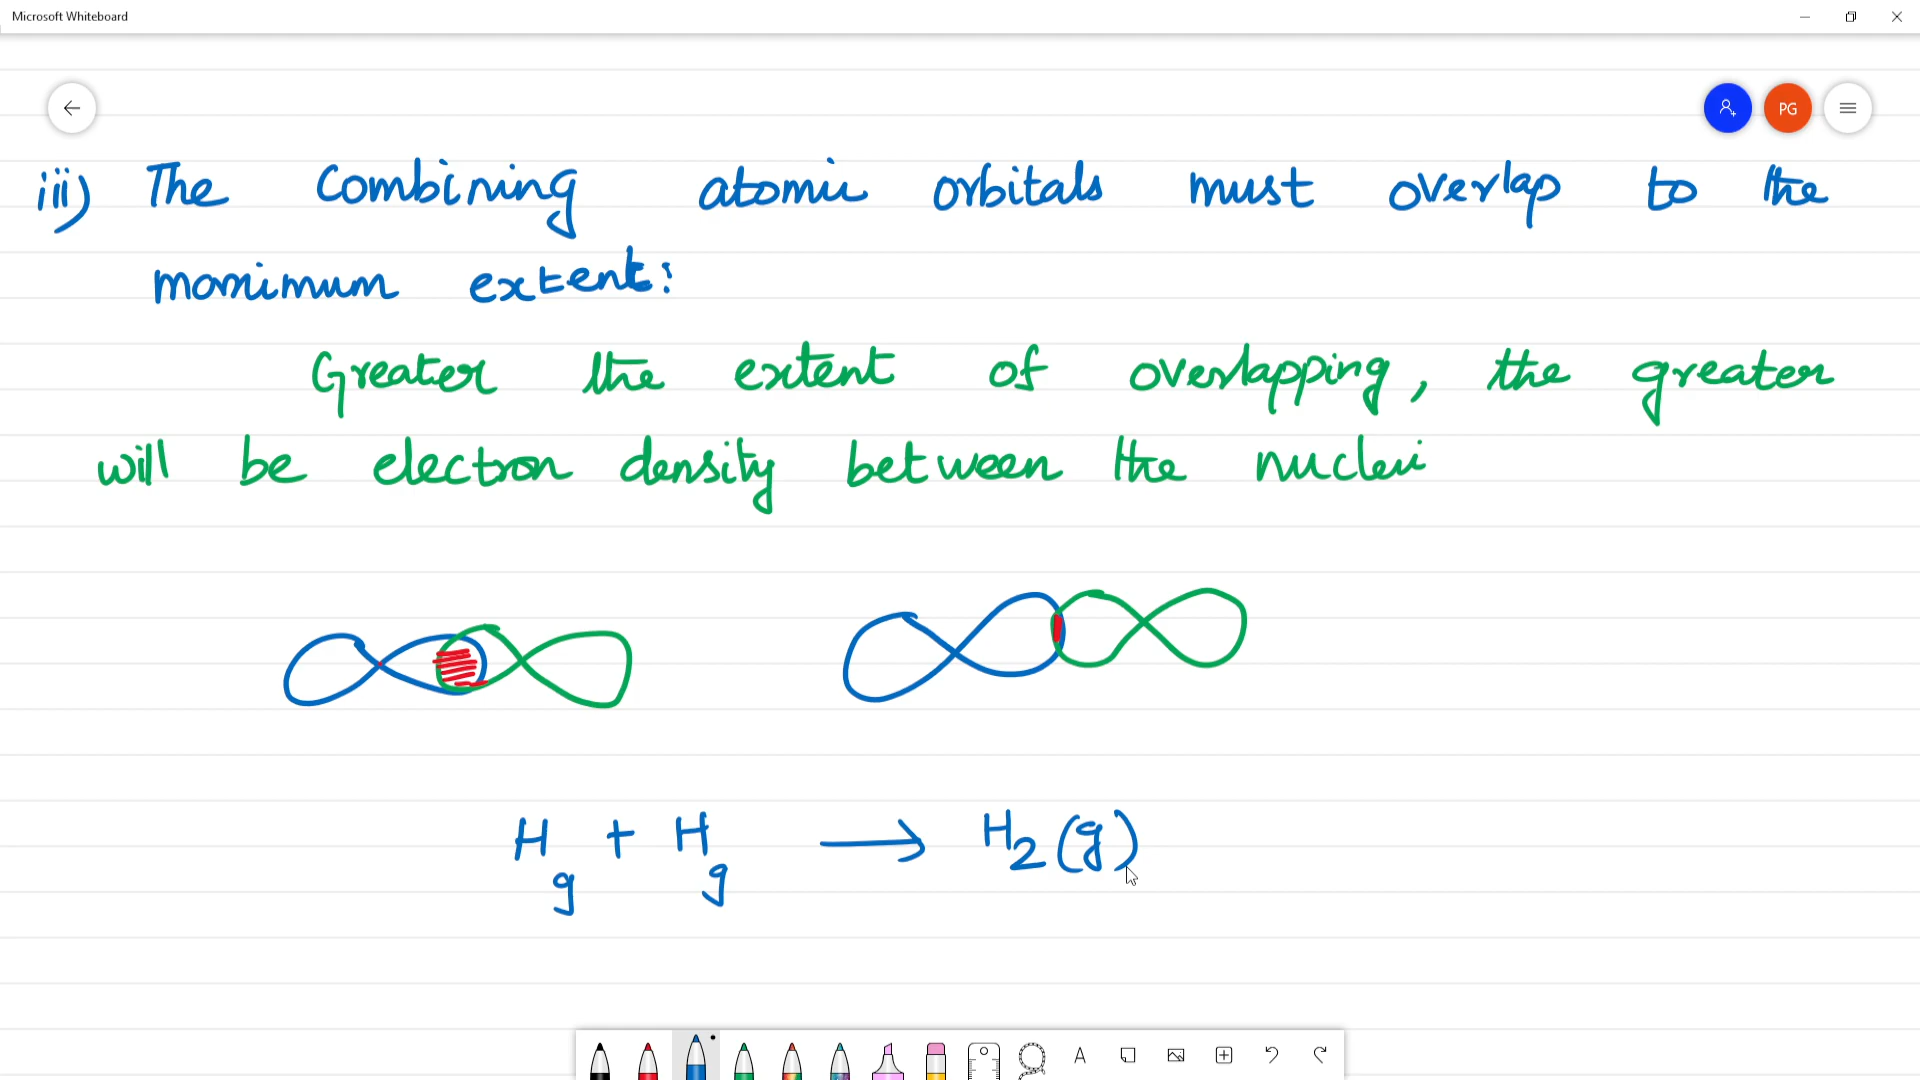 Microsoft Whiteboard
PG
iii) The Combining atomic orbitals must overlap to the
maximum extent:
Greater the extent of overlapping, the greater
will be electron density between the nuclei
H g + H g → H2 (g)
A